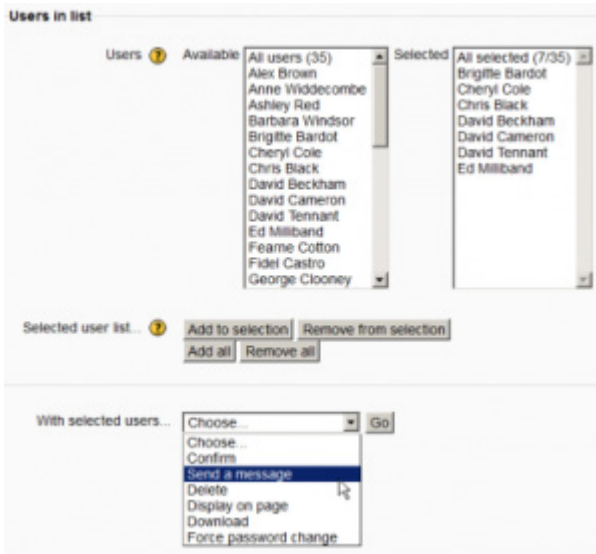 Users in list
Users
Available
All users (35)
Alex Brown
Anne Widdecombe
Ashley Red
Barbara Windsor
Brigitte Bardot
Cheryl Cole
Chris Black
David Beckham
David Cameron
David Tennant
Ed Milliband
Fearne Cotton
Fidel Castro
George Clooney
Selected
All selected (7/35)
Brigitte Bardot
Cheryl Cole
Chris Black
David Beckham
David Cameron
David Tennant
Ed Milliband
Selected user list...
Add to selection Remove from selection
Add all Remove all
With selected users...
Choose... Go
Choose...
Confirm
Send a message
Delete
Display on page
Download
Force password change